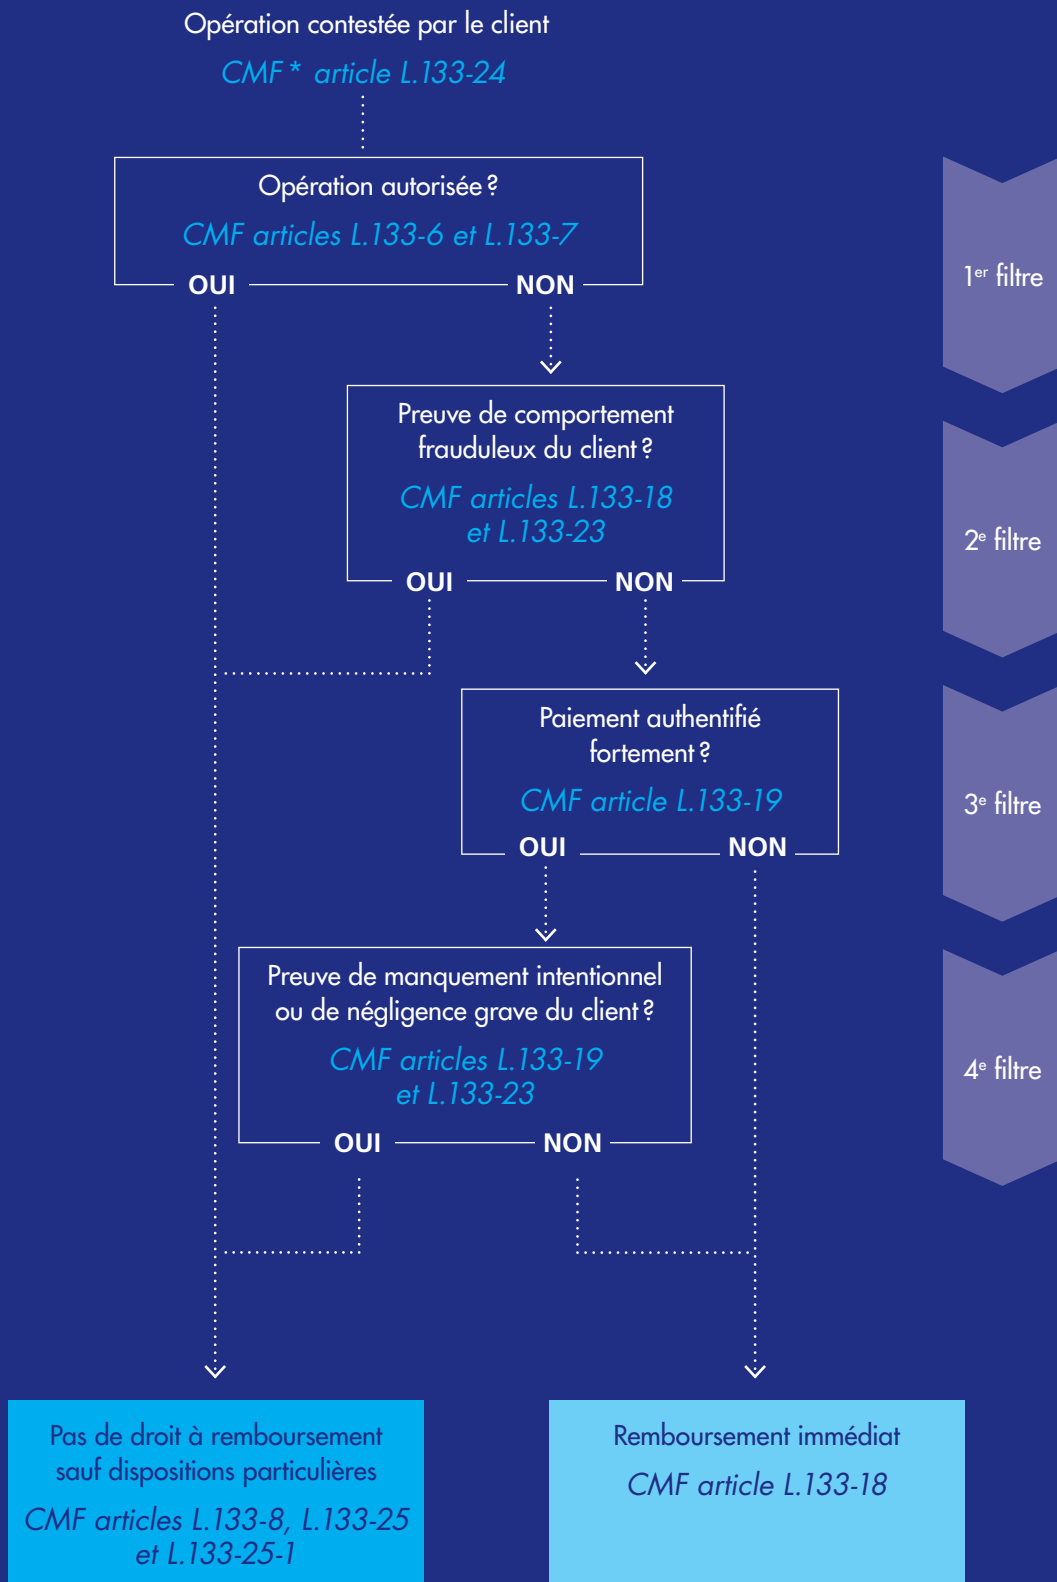 Opération contestée par le client
CMF* article L.133-24
Opération autorisée ?
CMF articles L.133-6 et L.133-7
OUI
NON
1er filtre
Preuve de comportement
frauduleux du client ?
CMF articles L.133-18
et L.133-23
OUI
NON
2e filtre
Paiement authentifié
fortement ?
CMF article L.133-19
OUI
NON
3e filtre
Preuve de manquement intentionnel
ou de négligence grave du client ?
CMF articles L.133-19
et L.133-23
OUI
NON
4e filtre
Pas de droit à remboursement
sauf dispositions particulières
CMF articles L.133-8, L.133-25
et L.133-25-1
Remboursement immédiat
CMF article L.133-18